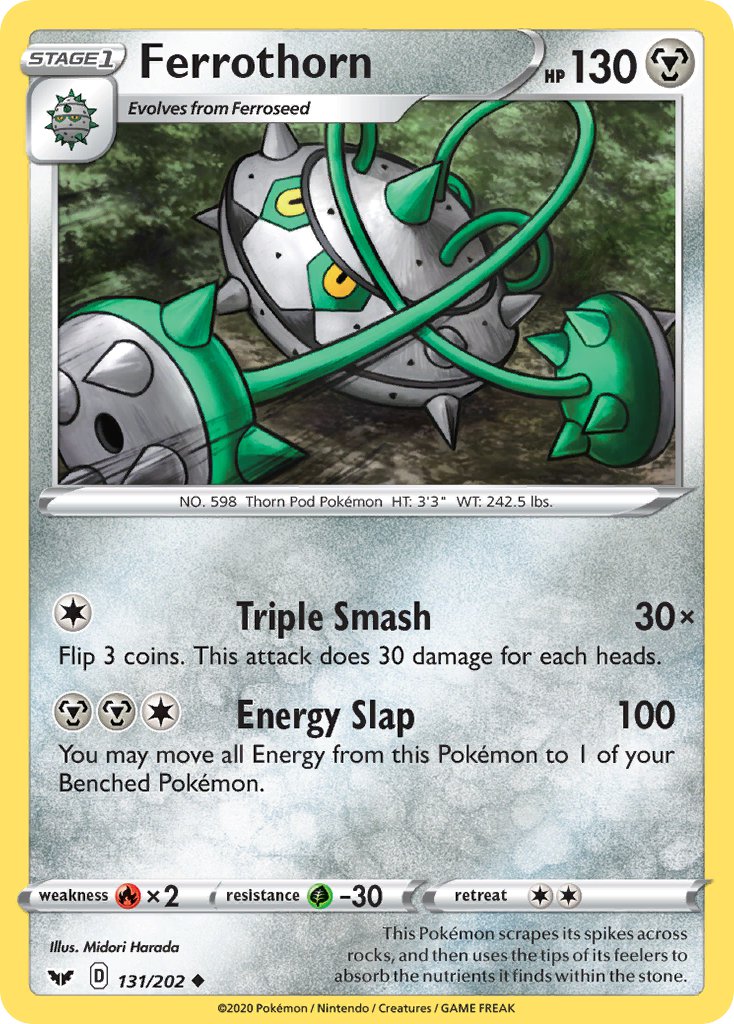 STAGE 1
Ferrothorn
HP 130
Evolves from Ferroseed
NO. 598 Thorn Pod Pokémon HT: 3'3" WT: 242.5 lbs.
Triple Smash 30×
Flip 3 coins. This attack does 30 damage for each heads.
Energy Slap 100
You may move all Energy from this Pokémon to 1 of your
Benched Pokémon.
weakness ×2 resistance -30 retreat
Illus. Midori Harada
This Pokémon scrapes its spikes across
rocks, and then uses the tips of its feelers to
absorb the nutrients it finds within the stone.
D 131/202
©2020 Pokémon / Nintendo / Creatures / GAME FREAK